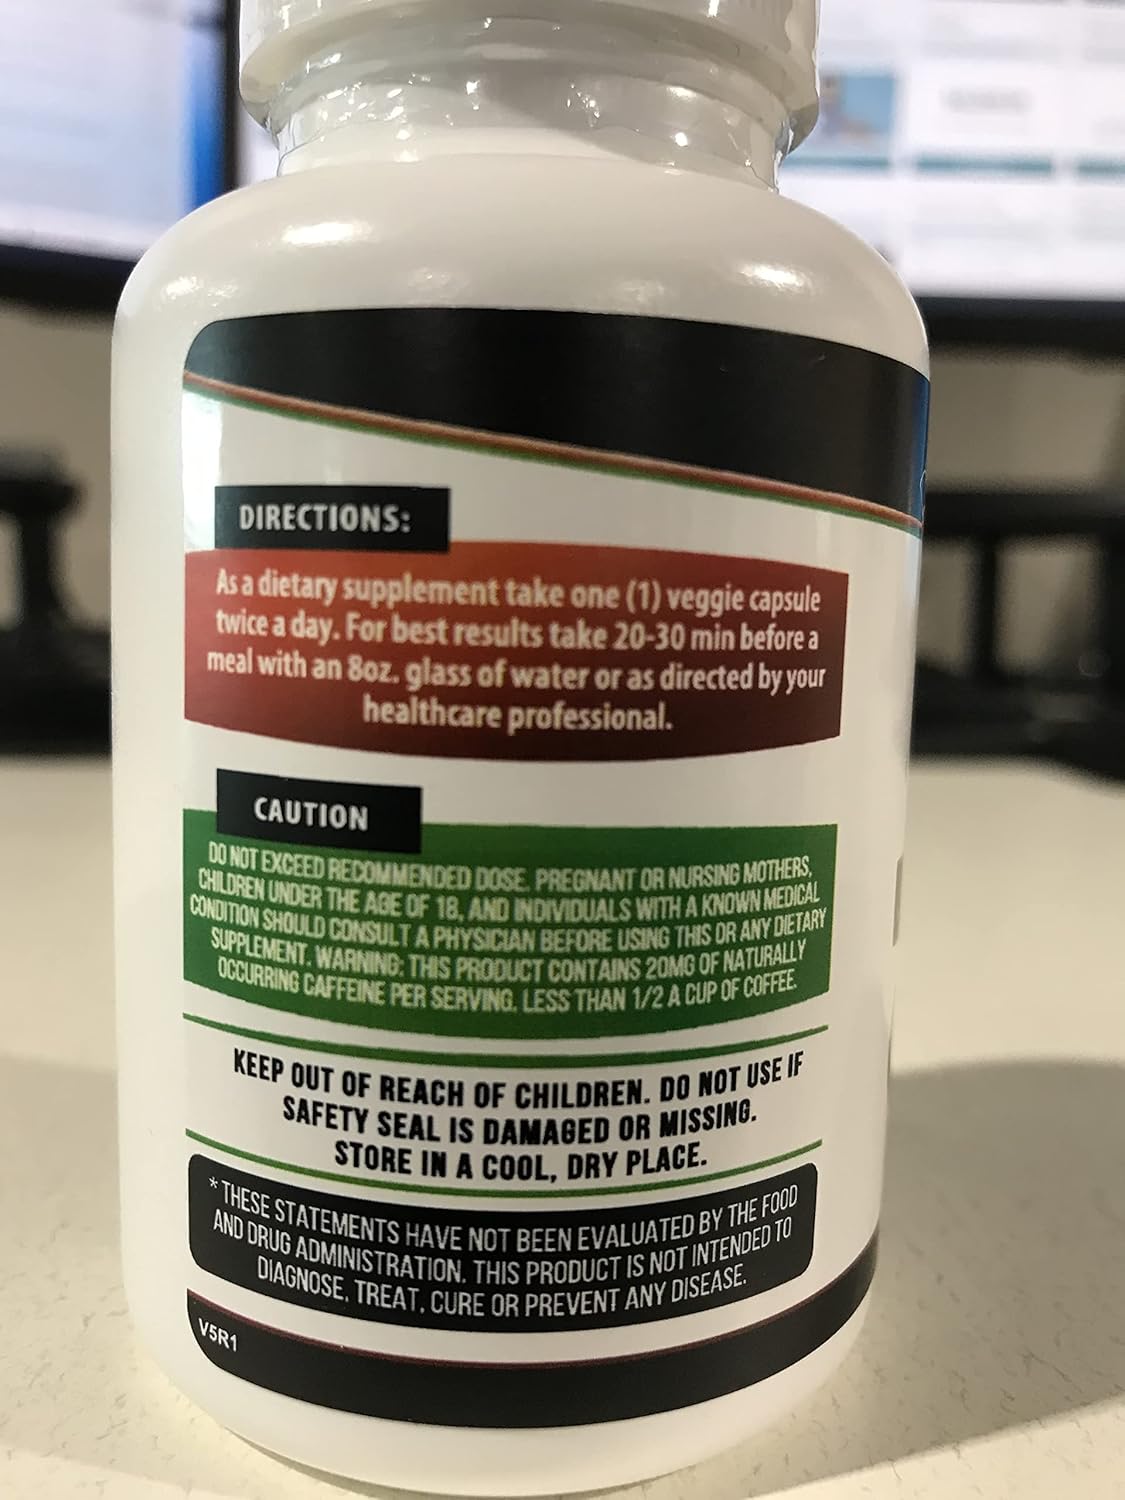 DIRECTIONS:
As a dietary supplement take one (1) veggie capsule
twice a day. For best results take 20-30 min before a
meal with an 8oz. glass of water or as directed by your
healthcare professional.
CAUTION
DO NOT EXCEED RECOMMENDED DOSE. PREGNANT OR NURSING MOTHERS,
CHILDREN UNDER THE AGE OF 18, AND INDIVIDUALS WITH A KNOWN MEDICAL
CONDITION SHOULD CONSULT A PHYSICIAN BEFORE USING THIS OR ANY DIETARY
SUPPLEMENT. WARNING: THIS PRODUCT CONTAINS 20MG OF NATURALLY
OCCURRING CAFFEINE PER SERVING. LESS THAN 1/2 A CUP OF COFFEE.
KEEP OUT OF REACH OF CHILDREN. DO NOT USE IF
SAFETY SEAL IS DAMAGED OR MISSING.
STORE IN A COOL, DRY PLACE.
* THESE STATEMENTS HAVE NOT BEEN EVALUATED BY THE FOOD
AND DRUG ADMINISTRATION. THIS PRODUCT IS NOT INTENDED TO
DIAGNOSE, TREAT, CURE OR PREVENT ANY DISEASE.
V5R1